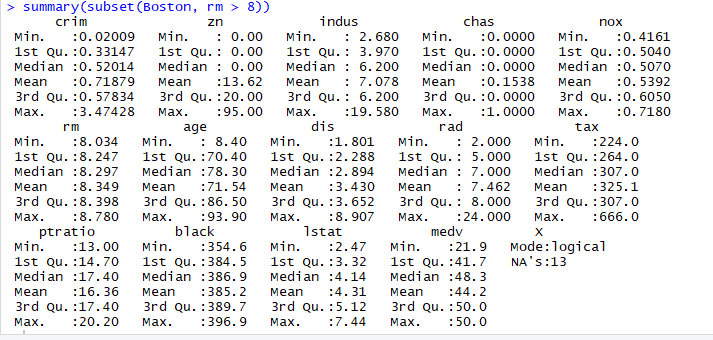 > summary(subset(Boston, rm > 8))
crim zn indus chas nox
Min. :0.02009 Min. : 0.00 Min. : 2.680 Min. :0.0000 Min. :0.4161
1st Qu.:0.33147 1st Qu.: 0.00 1st Qu.: 3.970 1st Qu.:0.0000 1st Qu.:0.5040
Median :0.52014 Median : 0.00 Median : 6.200 Median :0.0000 Median :0.5070
Mean :0.71879 Mean :13.62 Mean : 7.078 Mean :0.1538 Mean :0.5392
3rd Qu.:0.57834 3rd Qu.:20.00 3rd Qu.: 6.200 3rd Qu.:0.0000 3rd Qu.:0.6050
Max. :3.47428 Max. :95.00 Max. :19.580 Max. :1.0000 Max. :0.7180
rm age dis rad tax
Min. :8.034 Min. : 8.40 Min. :1.801 Min. : 2.000 Min. :224.0
1st Qu.:8.247 1st Qu.:70.40 1st Qu.:2.288 1st Qu.: 5.000 1st Qu.:264.0
Median :8.297 Median :78.30 Median :2.894 Median : 7.000 Median :307.0
Mean :8.349 Mean :71.54 Mean :3.430 Mean : 7.462 Mean :325.1
3rd Qu.:8.398 3rd Qu.:86.50 3rd Qu.:3.652 3rd Qu.: 8.000 3rd Qu.:307.0
Max. :8.780 Max. :93.90 Max. :8.907 Max. :24.000 Max. :666.0
ptratio black lstat medv X
Min. :13.00 Min. :354.6 Min. :2.47 Min. :21.9 Mode:logical
1st Qu.:14.70 1st Qu.:384.5 1st Qu.:3.32 1st Qu.:41.7 NA's:13
Median :17.40 Median :386.9 Median :4.14 Median :48.3
Mean :16.36 Mean :385.2 Mean :4.31 Mean :44.2
3rd Qu.:17.40 3rd Qu.:389.7 3rd Qu.:5.12 3rd Qu.:50.0
Max. :20.20 Max. :396.9 Max. :7.44 Max. :50.0